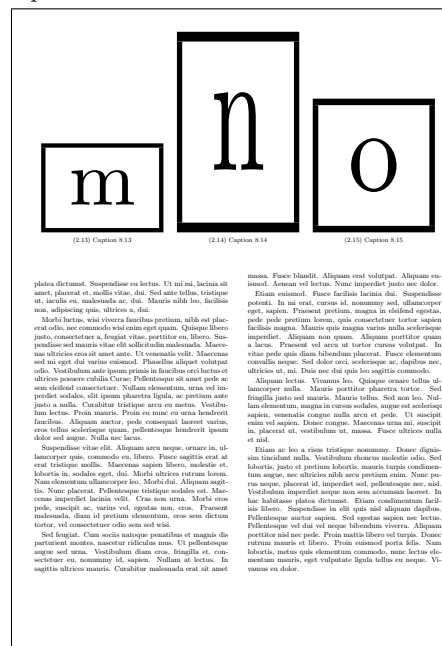 m
n
o
(2.13) Caption 8.13
(2.14) Caption 8.14
(2.15) Caption 8.15
platea dictumst. Suspendisse eu lectus. Ut mi mi, lacinia sit
amet, placerat et, mollis vitae, dui. Sed ante tellus, tristique
ut, iaculis eu, malesuada ac, dui. Mauris nibh leo, facilisis
non, adipiscing quis, ultrices a, dui.
Morbi luctus, wisi viverra faucibus pretium, nibh est plac-
erat odio, nec commodo wisi enim eget quam. Quisque libero
justo, consectetuer a, feugiat vitae, porttitor eu, libero. Sus-
pendisse sed mauris vitae elit sollicitudin malesuada. Maece-
nas ultricies eros sit amet ante. Ut venenatis velit. Maecenas
sed mi eget dui varius euismod. Phasellus aliquet volutpat
odio. Vestibulum ante ipsum primis in faucibus orci luctus et
ultrices posuere cubilia Curae; Pellentesque sit amet pede ac
sem eleifend consectetuer. Nullam elementum, urna vel im-
perdiet sodales, elit ipsum pharetra ligula, ac pretium ante
justo a nulla. Curabitur tristique arcu eu metus. Vestibu-
lum lectus. Proin mauris. Proin eu nunc eu urna hendrerit
faucibus. Aliquam auctor, pede consequat laoreet varius,
eros tellus scelerisque quam, pellentesque hendrerit ipsum
dolor sed augue. Nulla nec lacus.
Suspendisse vitae elit. Aliquam arcu neque, ornare in, ul-
lamcorper quis, commodo eu, libero. Fusce sagittis erat at
erat tristique mollis. Maecenas sapien libero, molestie et,
lobortis in, sodales eget, dui. Morbi ultrices rutrum lorem.
Nam elementum ullamcorper leo. Morbi dui. Aliquam sagit-
tis. Nunc placerat. Pellentesque tristique sodales est. Mae-
cenas imperdiet lacinia velit. Cras non urna. Morbi eros
pede, suscipit ac, varius vel, egestas non, eros. Praesent
malesuada, diam id pretium elementum, eros sem dictum
tortor, vel consectetuer odio sem sed wisi.
Sed feugiat. Cum sociis natoque penatibus et magnis dis
parturient montes, nascetur ridiculus mus. Ut pellentesque
augue sed urna. Vestibulum diam eros, fringilla et, con-
sectetuer eu, nonummy id, sapien. Nullam at lectus. In
sagittis ultrices mauris. Curabitur malesuada erat sit amet
massa. Fusce blandit. Aliquam erat volutpat. Aliquam eu-
ismod. Aenean vel lectus. Nunc imperdiet justo nec dolor.
Etiam euismod. Fusce facilisis lacinia dui. Suspendisse
potenti. In mi erat, cursus id, nonummy sed, ullamcorper
eget, sapien. Praesent pretium, magna in eleifend egestas,
pede pede pretium lorem, quis consectetuer tortor sapien
facilisis magna. Mauris quis magna varius nulla scelerisque
imperdiet. Aliquam non quam. Aliquam porttitor quam
a lacus. Praesent vel arcu ut tortor cursus volutpat. In
vitae pede quis diam bibendum placerat. Fusce elementum
convallis neque. Sed dolor orci, scelerisque ac, dapibus nec,
ultricies ut, mi. Duis nec dui quis leo sagittis commodo.
Aliquam lectus. Vivamus leo. Quisque ornare tellus ul-
lamcorper nulla. Mauris porttitor pharetra tortor. Sed
fringilla justo sed mauris. Mauris tellus. Sed non leo. Nul-
lam elementum, magna in cursus sodales, augue est scelerisque
sapien, venenatis congue nulla arcu et pede. Ut suscipit
enim vel sapien. Donec congue. Maecenas urna mi, suscipit
in, placerat ut, vestibulum ut, massa. Fusce ultrices nulla
et nisl.
Etiam ac leo a risus tristique nonummy. Donec dignis-
sim tincidunt nulla. Vestibulum rhoncus molestie odio. Sed
lobortis, justo et pretium lobortis, mauris turpis condimen-
tum augue, nec ultricies nibh arcu pretium enim. Nunc pu-
rus neque, placerat id, imperdiet sed, pellentesque nec, nisl.
Vestibulum imperdiet neque non sem accumsan laoreet. In
hac habitasse platea dictumst. Etiam condimentum facil-
isis libero. Suspendisse in elit quis nisl aliquam dapibus.
Pellentesque auctor sapien. Sed egestas sapien nec lectus.
Pellentesque vel dui vel neque bibendum viverra. Aliquam
porttitor nisl nec pede. Proin mattis libero vel turpis. Donec
rutrum mauris et libero. Proin euismod porta felis. Nam
lobortis, metus quis elementum commodo, nunc lectus ele-
mentum mauris, eget vulputate ligula tellus eu neque. Vi-
vamus eu dolor.